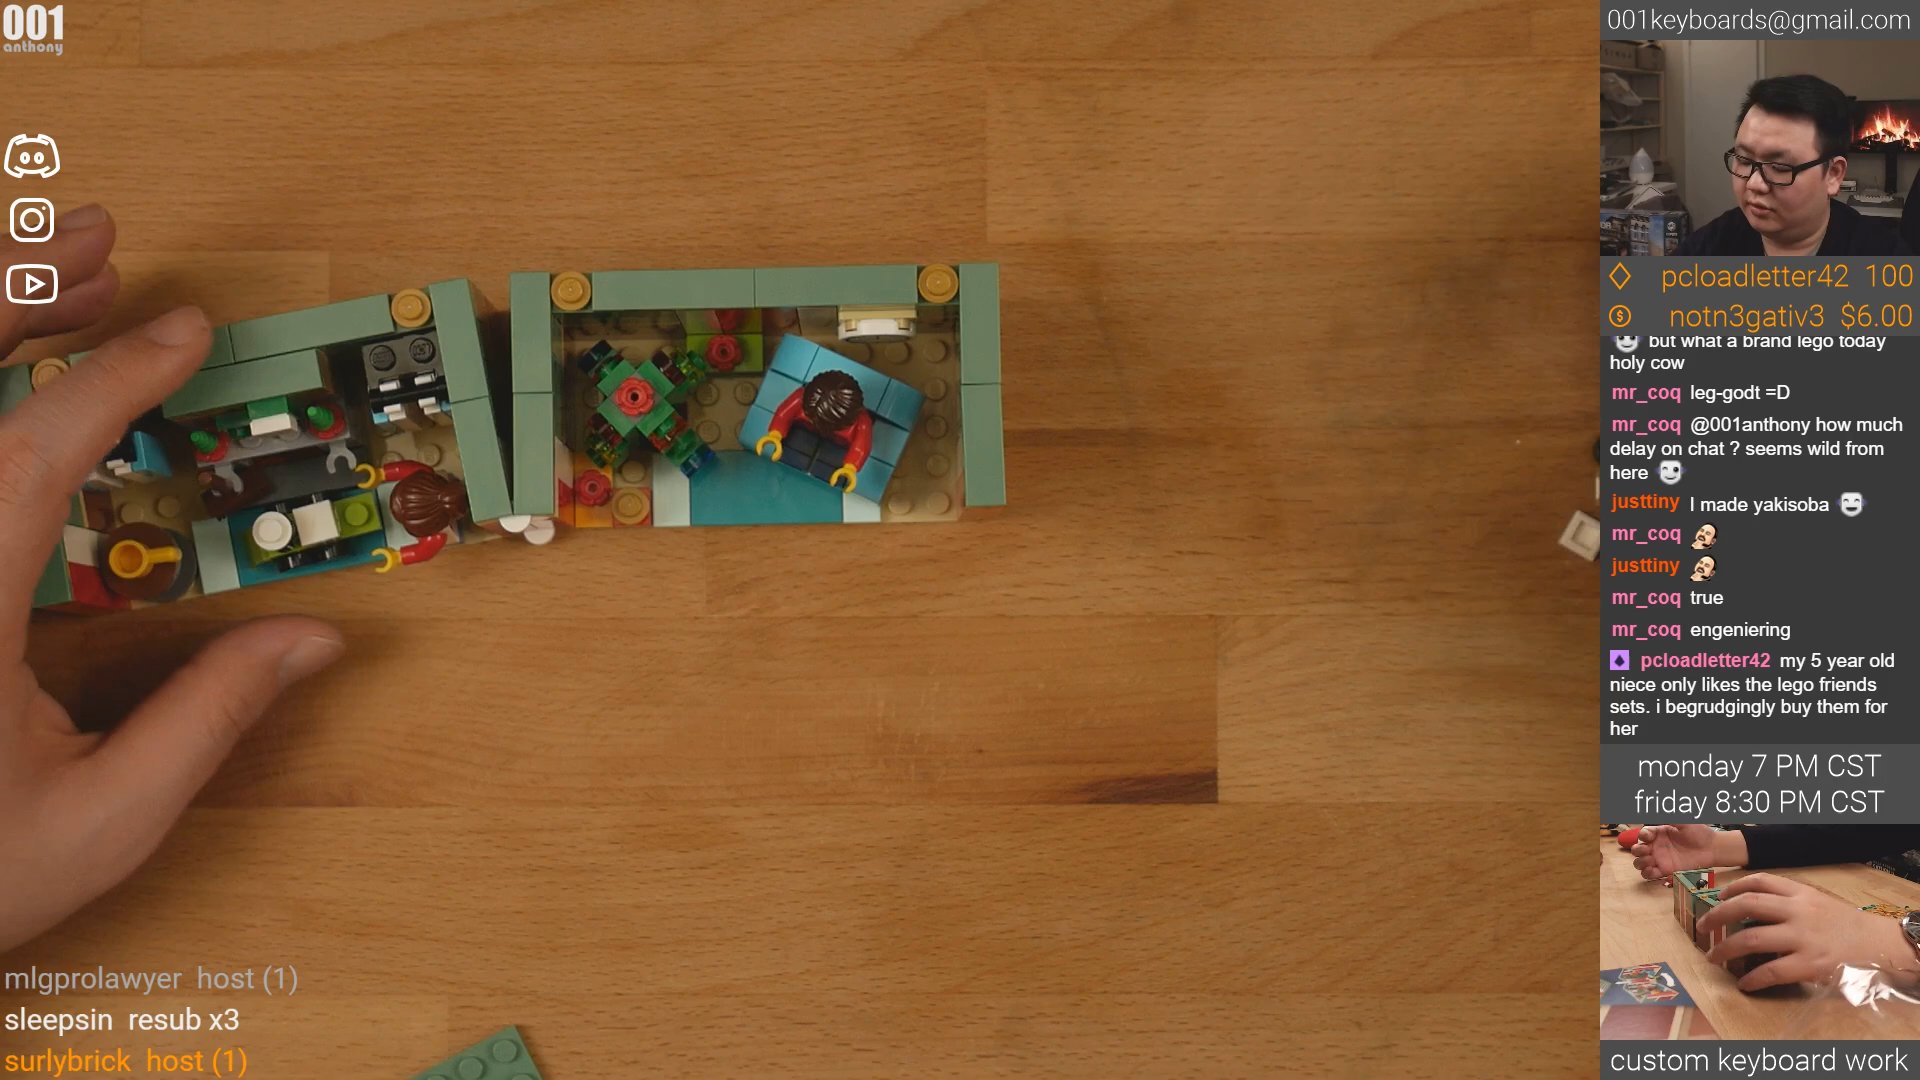 001
anthony
001keyboards@gmail.com
pcloadletter42 100
notn3gativ3 $6.00
but what a brand lego today
holy cow
mr_coq leg-godt =D
mr_coq @001anthony how much
delay on chat ? seems wild from
here
justtiny I made yakisoba
mr_coq
justtiny
mr_coq true
mr_coq engeniering
pcloadletter42 my 5 year old
niece only likes the lego friends
sets. i begrudgingly buy them for
her
monday 7 PM CST
friday 8:30 PM CST
custom keyboard work
mlgprolawyer host (1)
sleepsin resub x3
surlybrick host (1)